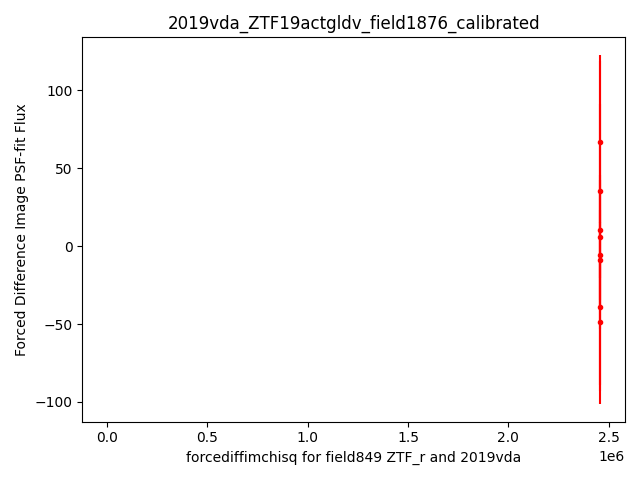 2019vda_ZTF19actgldv_field1876_calibrated
Forced Difference Image PSF-fit Flux
100
50
0
−50
−100
0.0 0.5 1.0 1.5 2.0 2.5
1e6
forcediffimchisq for field849 ZTF_r and 2019vda